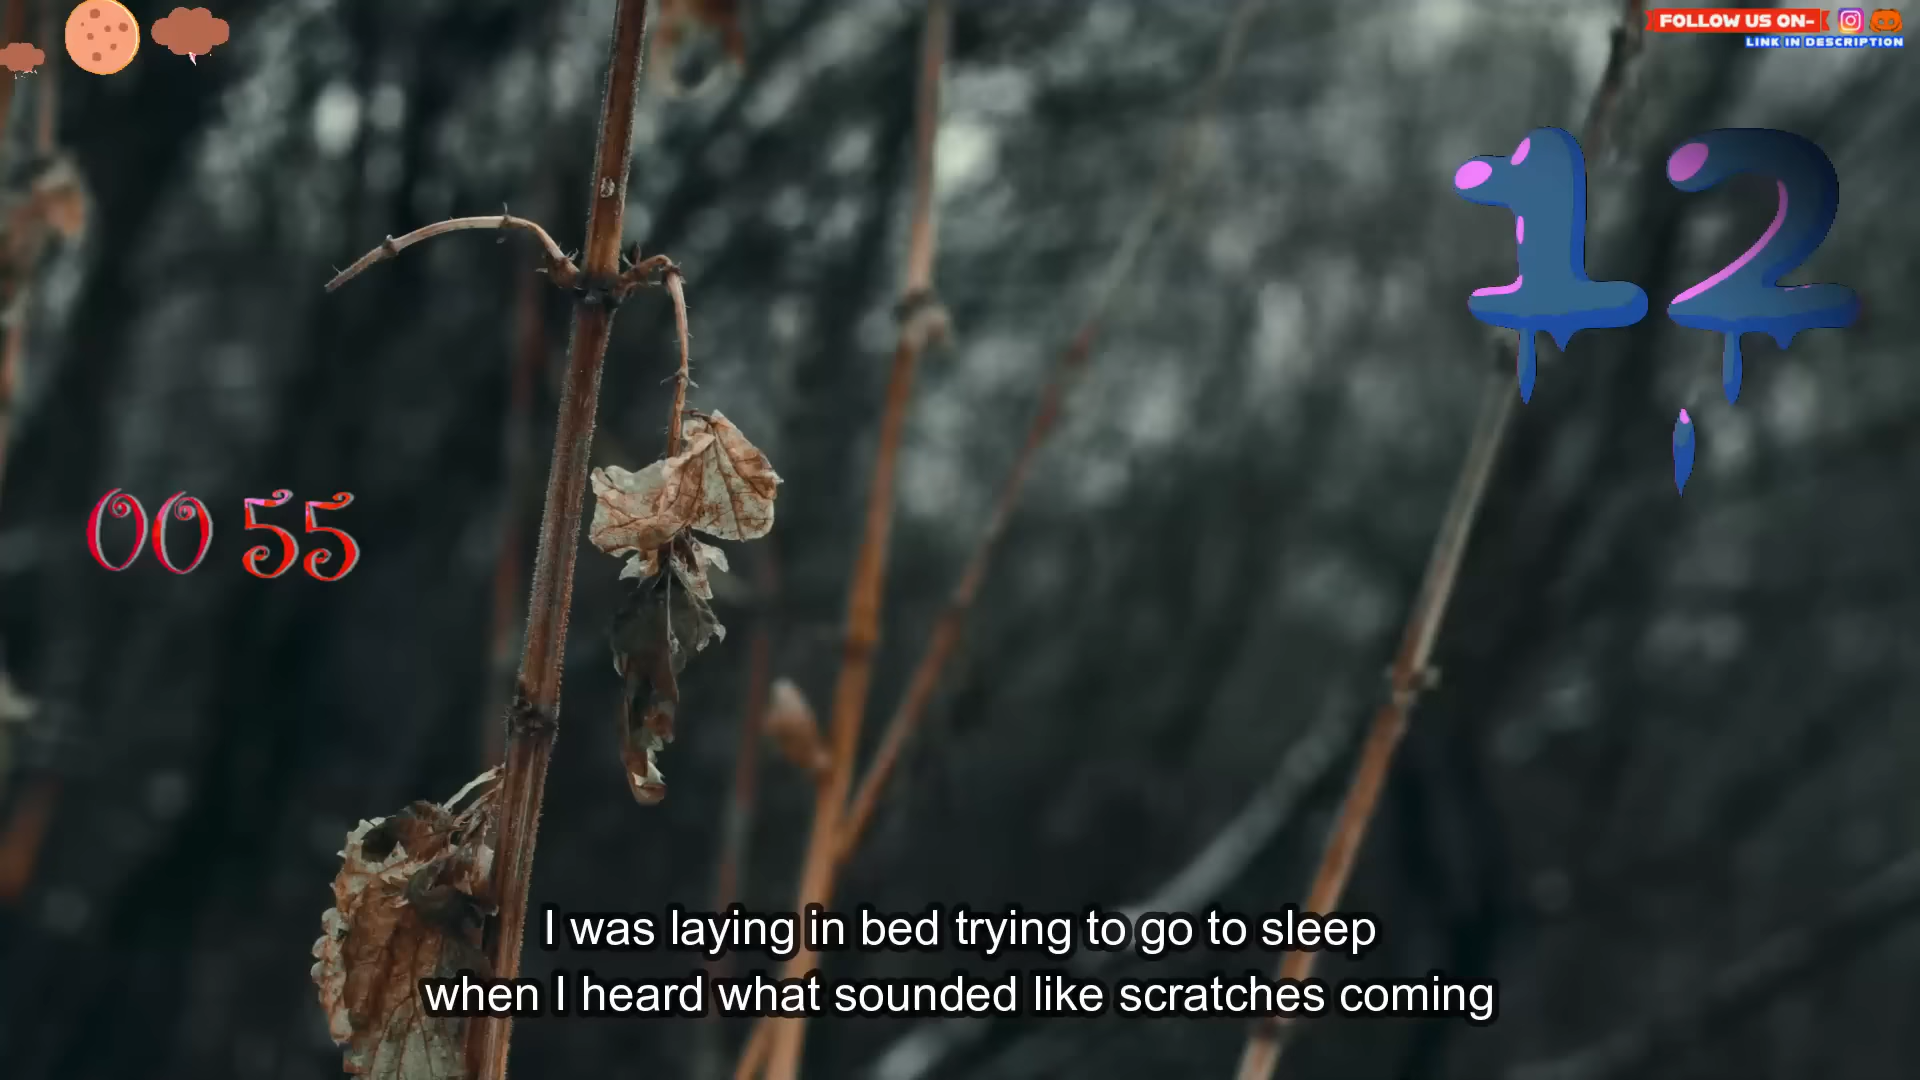 FOLLOW US ON-
LINK IN DESCRIPTION
12
00 55
I was laying in bed trying to go to sleep
when I heard what sounded like scratches coming